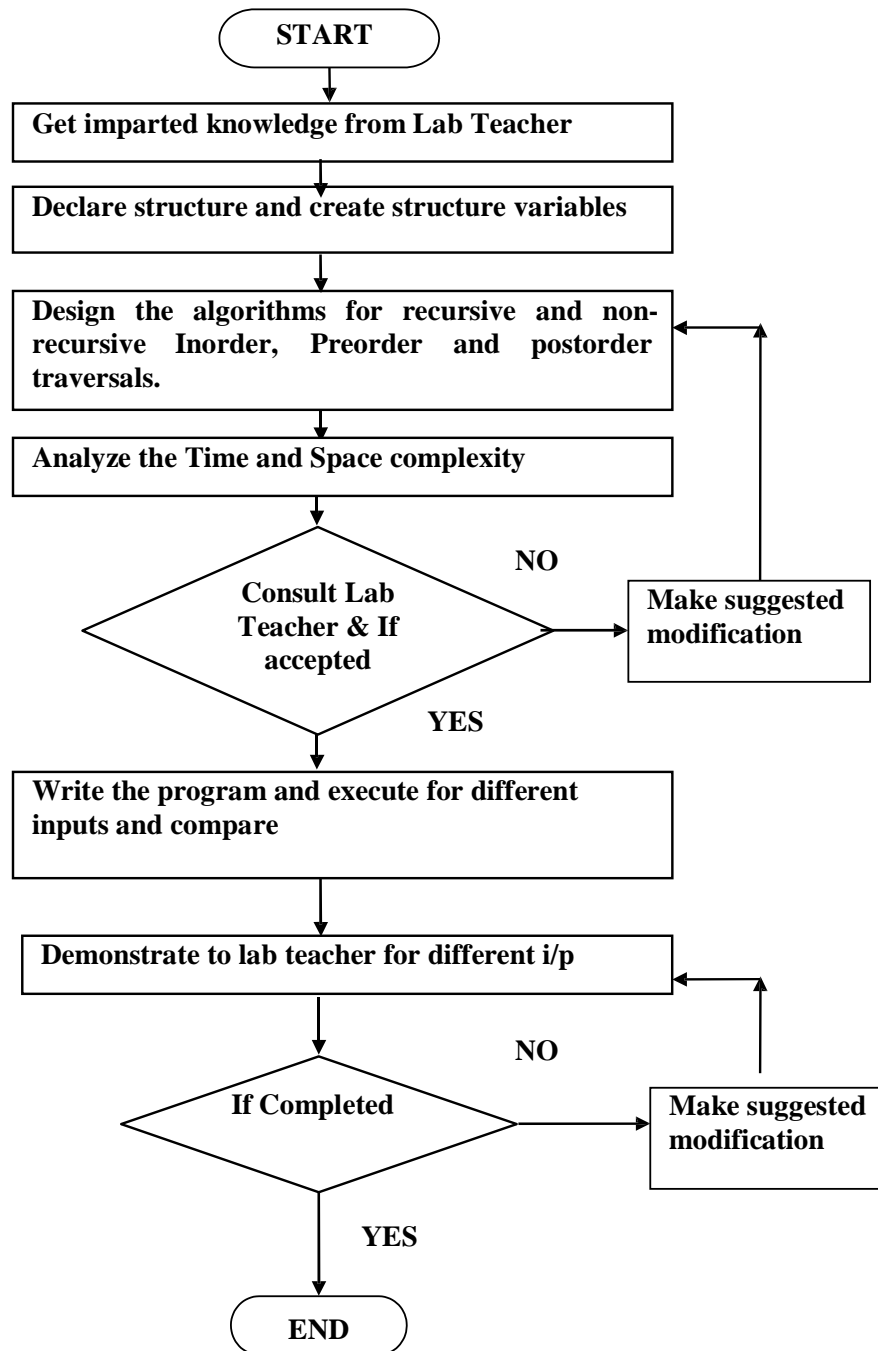 START
Get imparted knowledge from Lab Teacher
Declare structure and create structure variables
Design the algorithms for recursive and non-
recursive Inorder, Preorder and postorder
traversals.
Analyze the Time and Space complexity
NO
Consult Lab
Teacher & If
accepted
Make suggested
modification
YES
Write the program and execute for different
inputs and compare
Demonstrate to lab teacher for different i/p
NO
If Completed
Make suggested
modification
YES
END